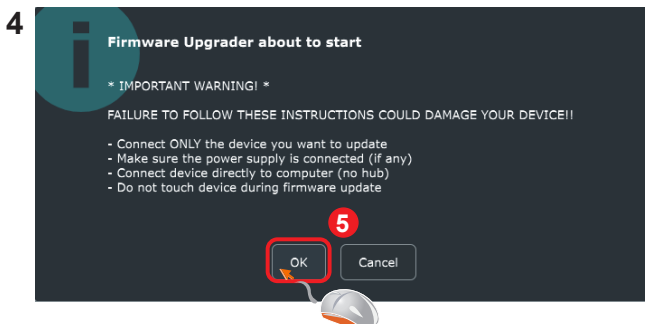 4
Firmware Upgrader about to start
* IMPORTANT WARNING! *
FAILURE TO FOLLOW THESE INSTRUCTIONS COULD DAMAGE YOUR DEVICE!!
- Connect ONLY the device you want to update
- Make sure the power supply is connected (if any)
- Connect device directly to computer (no hub)
- Do not touch device during firmware update
5
OK Cancel